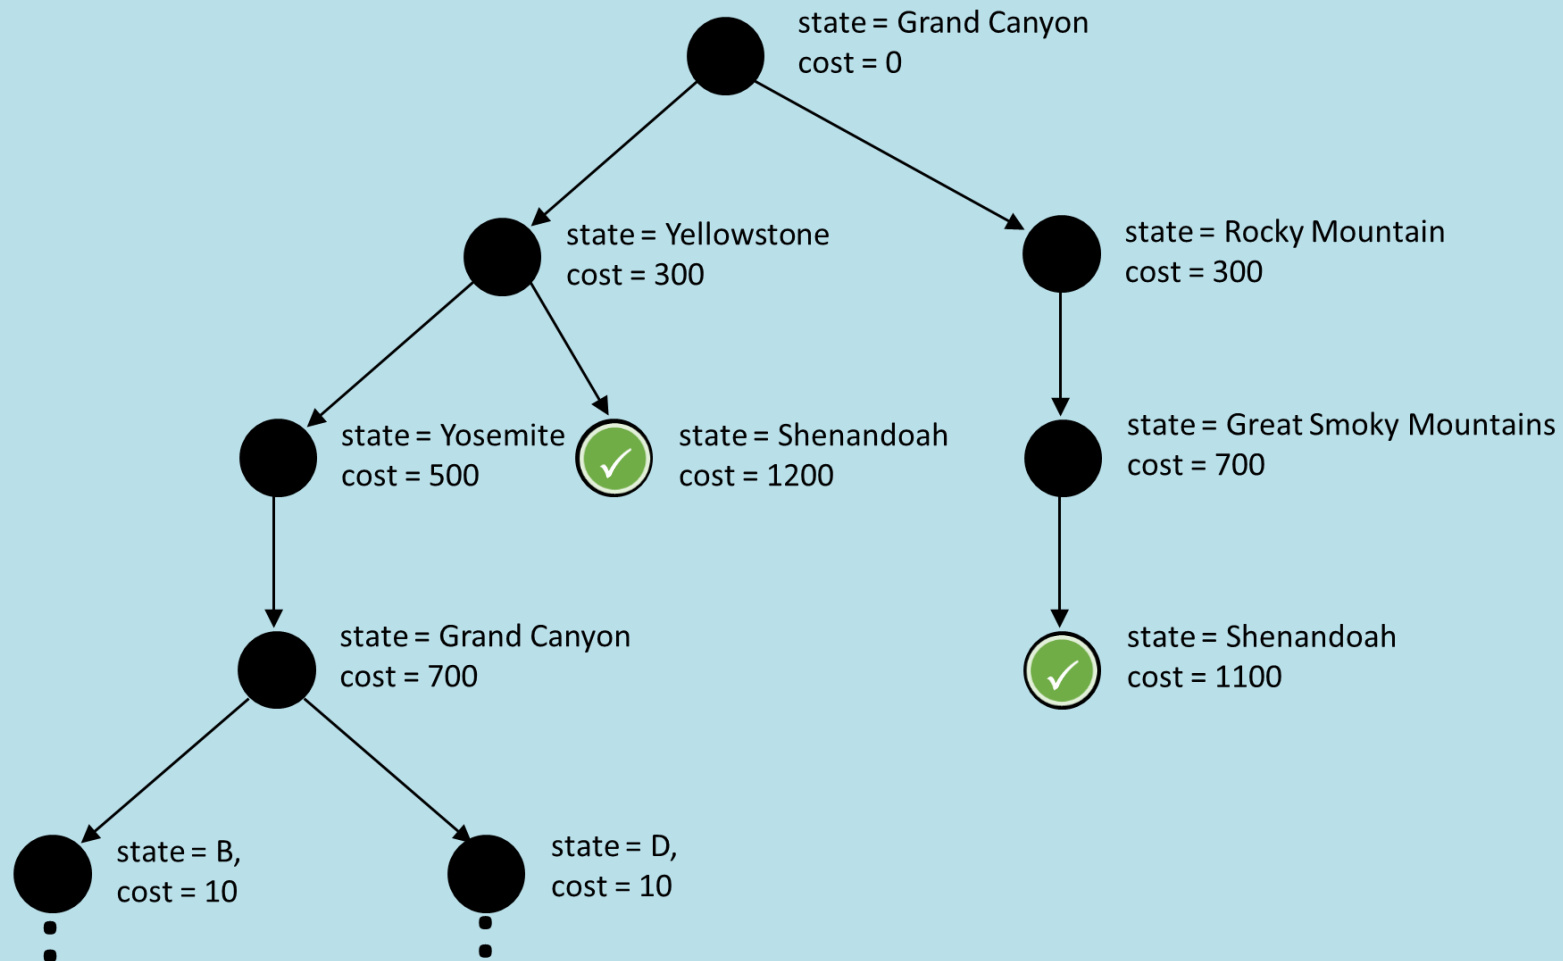 state = Grand Canyon
cost = 0
state = Yellowstone
cost = 300
state = Rocky Mountain
cost = 300
state = Yosemite
cost = 500
state = Shenandoah
cost = 1200
state = Great Smoky Mountains
cost = 700
state = Grand Canyon
cost = 700
state = Shenandoah
cost = 1100
state = B,
cost = 10
state = D,
cost = 10